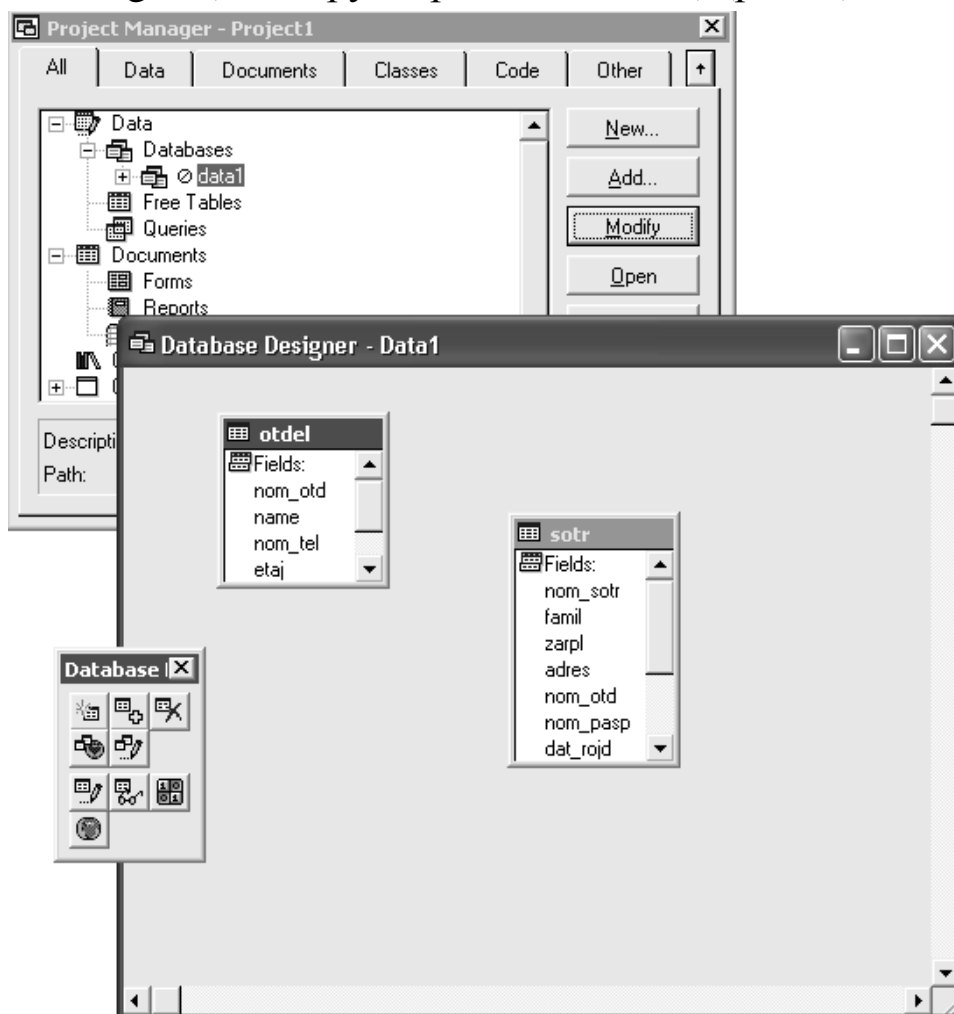 Project Manager - Project1
All Data Documents Classes Code Other
Data
Databases
data1
Free Tables
Queries
Documents
Forms
Reports
New...
Add...
Modify
Open
Path:
Database Designer - Data1
otdel
Fields:
nom_otd
name
nom_tel
etaj
sotr
Fields:
nom_sotr
famil
zarpl
adres
nom_otd
nom_pasp
dat_rojd
Database